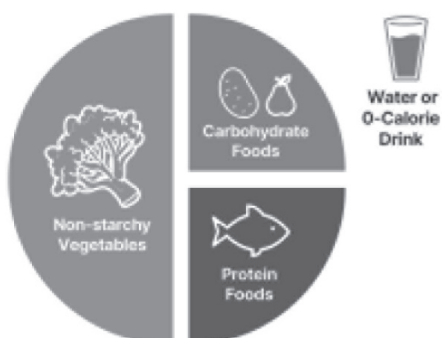 Non-starchy
Vegetables
Carbohydrate
Foods
Protein
Foods
Water or
0-Calorie
Drink